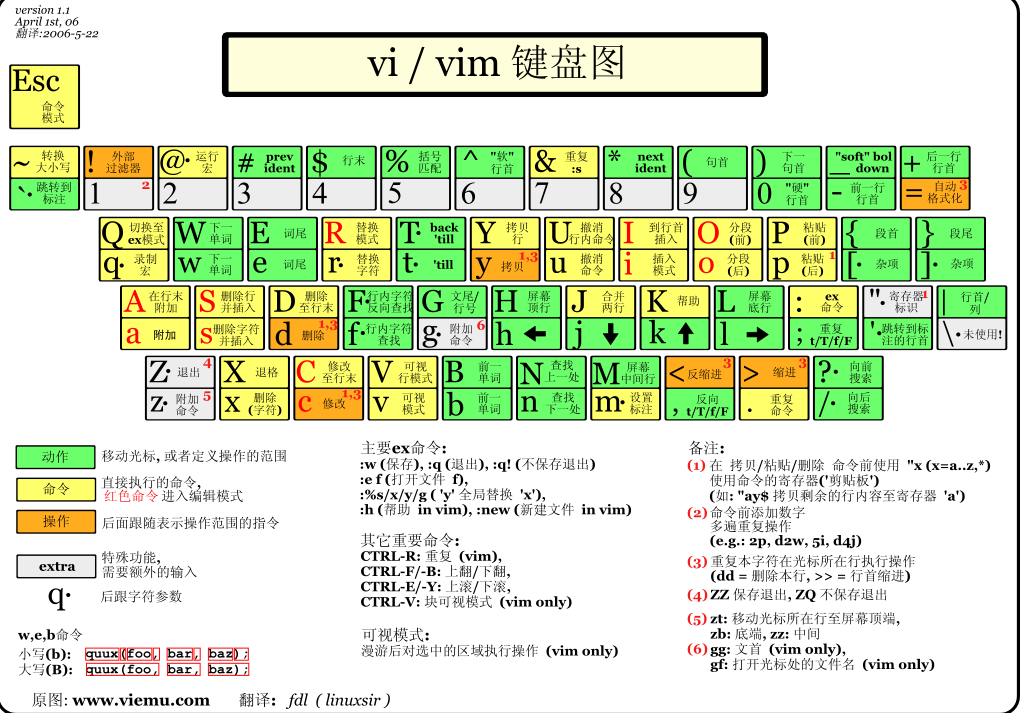 version 1.1
April 1st, 06
翻译:2006-5-22
vi / vim 键盘图
Esc 命令
模式
~ 转换
大小写
! 外部
过滤器
@· 运行
宏
# prev
ident
$ 行末
% 括号
匹配
^ "软"
行首
& 重复
:s
* next
ident
( 句首
) 下一
句首
"soft" bol
_ down
+ 后一行
行首
`· 跳转到
标注
1 2
2
3
4
5
6
7
8
9
0 "硬"
行首
- 前一行
行首
= 自动3
格式化
Q 切换至
ex模式
W 下一
单词
E 词尾
R 替换
模式
T· back
'till
Y 拷贝
行
U 撤消
行内命令
I 到行首
插入
O 分段
(前)
P 粘贴
(前)
{ 段首
} 段尾
q· 录制
宏
w 下一
单词
e 词尾
r· 替换
字符
t· 'till
y 拷贝 1,3
u 撤消
命令
i 插入
模式
o 分段
(后)
p 粘贴 1
(后)
[· 杂项
]· 杂项
A 在行末
附加
S 删除行
并插入
D 删除
至行末
F· 行内字符
反向查找
G 文尾/
行号
H 屏幕
顶行
J 合并
两行
K 帮助
L 屏幕
底行
: ex
命令
"· 寄存器1
标识
| 行首/
列
a 附加
s 删除字符
并插入
d 删除 1,3
f· 行内字符
查找
g· 附加 6
命令
h ←
j ↓
k ↑
l →
; 重复
t/T/f/F
'· 跳转到标
注的行首
\· 未使用!
Z· 退出 4
X 退格
C 修改
至行末
V 可视
行模式
B 前一
单词
N 查找
上一处
M 屏幕
中间行
< 反缩进 3
> 缩进 3
?· 向前
搜索
z· 附加 5
命令
x 删除
(字符)
c 修改 1,3
v 可视
模式
b 前一
单词
n 查找
下一处
m· 设置
标注
, 反向
t/T/f/F
. 重复
命令
/· 向后
搜索
动作 移动光标, 或者定义操作的范围
命令 直接执行的命令,
红色命令 进入编辑模式
操作 后面跟随表示操作范围的指令
extra 特殊功能,
需要额外的输入
q· 后跟字符参数
w,e,b命令
小写(b): quux(foo, bar, baz);
大写(B): quux(foo, bar, baz);
原图: www.viemu.com 翻译: fdl ( linuxsir )
主要ex命令:
:w (保存), :q (退出), :q! (不保存退出)
:e f (打开文件 f),
:%s/x/y/g ( 'y' 全局替换 'x'),
:h (帮助 in vim), :new (新建文件 in vim)
其它重要命令:
CTRL-R: 重复 (vim),
CTRL-F/-B: 上翻/下翻,
CTRL-E/-Y: 上滚/下滚,
CTRL-V: 块可视模式 (vim only)
可视模式:
漫游后对选中的区域执行操作 (vim only)
备注:
(1) 在 拷贝/粘贴/删除 命令前使用 "x (x=a..z,*)
使用命令的寄存器('剪贴板')
(如: "ay$ 拷贝剩余的行内容至寄存器 'a')
(2) 命令前添加数字
多遍重复操作
(e.g.: 2p, d2w, 5i, d4j)
(3) 重复本字符在光标所在行执行操作
(dd = 删除本行, >> = 行首缩进)
(4) ZZ 保存退出, ZQ 不保存退出
(5) zt: 移动光标所在行至屏幕顶端,
zb: 底端, zz: 中间
(6) gg: 文首 (vim only),
gf: 打开光标处的文件名 (vim only)